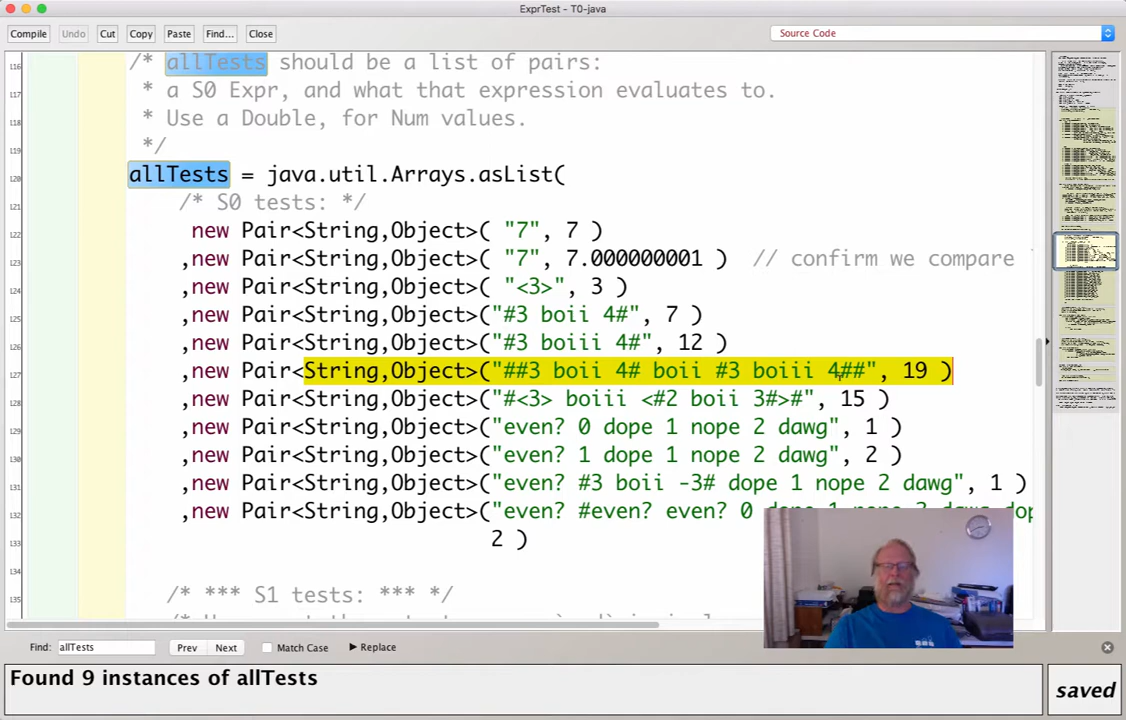 ExprTest - T0-java
Compile Undo Cut Copy Paste Find... Close Source Code
116 /* allTests should be a list of pairs:
117 * a S0 Expr, and what that expression evaluates to.
118 * Use a Double, for Num values.
119 */
120 allTests = java.util.Arrays.asList(
121 /* S0 tests: */
122 new Pair<String,Object>( "7", 7 )
123 ,new Pair<String,Object>( "7", 7.000000001 ) // confirm we compare
124 ,new Pair<String,Object>( "<3>", 3 )
125 ,new Pair<String,Object>("#3 boii 4#", 7 )
126 ,new Pair<String,Object>("#3 boiii 4#", 12 )
127 ,new Pair<String,Object>("##3 boii 4# boii #3 boiii 4##", 19 )
128 ,new Pair<String,Object>("#<3> boiii <#2 boii 3#>#", 15 )
129 ,new Pair<String,Object>("even? 0 dope 1 nope 2 dawg", 1 )
130 ,new Pair<String,Object>("even? 1 dope 1 nope 2 dawg", 2 )
131 ,new Pair<String,Object>("even? #3 boii -3# dope 1 nope 2 dawg", 1 )
132 ,new Pair<String,Object>("even? #even? even? 0 dope 1 nope
133 2 )
134 /* *** S1 tests: *** */
135
Find: allTests Prev Next Match Case Replace
Found 9 instances of allTests
saved